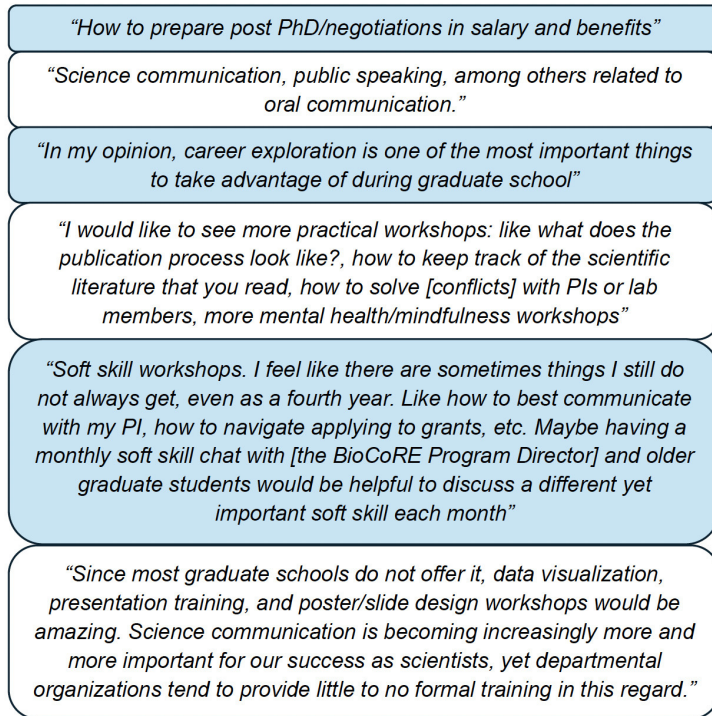 “How to prepare post PhD/negotiations in salary and benefits”
“Science communication, public speaking, among others related to
oral communication.”
“In my opinion, career exploration is one of the most important things
to take advantage of during graduate school”
“I would like to see more practical workshops: like what does the
publication process look like?, how to keep track of the scientific
literature that you read, how to solve [conflicts] with PIs or lab
members, more mental health/mindfulness workshops”
“Soft skill workshops. I feel like there are sometimes things I still do
not always get, even as a fourth year. Like how to best communicate
with my PI, how to navigate applying to grants, etc. Maybe having a
monthly soft skill chat with [the BioCoRE Program Director] and older
graduate students would be helpful to discuss a different yet
important soft skill each month”
“Since most graduate schools do not offer it, data visualization,
presentation training, and poster/slide design workshops would be
amazing. Science communication is becoming increasingly more and
more important for our success as scientists, yet departmental
organizations tend to provide little to no formal training in this regard.”